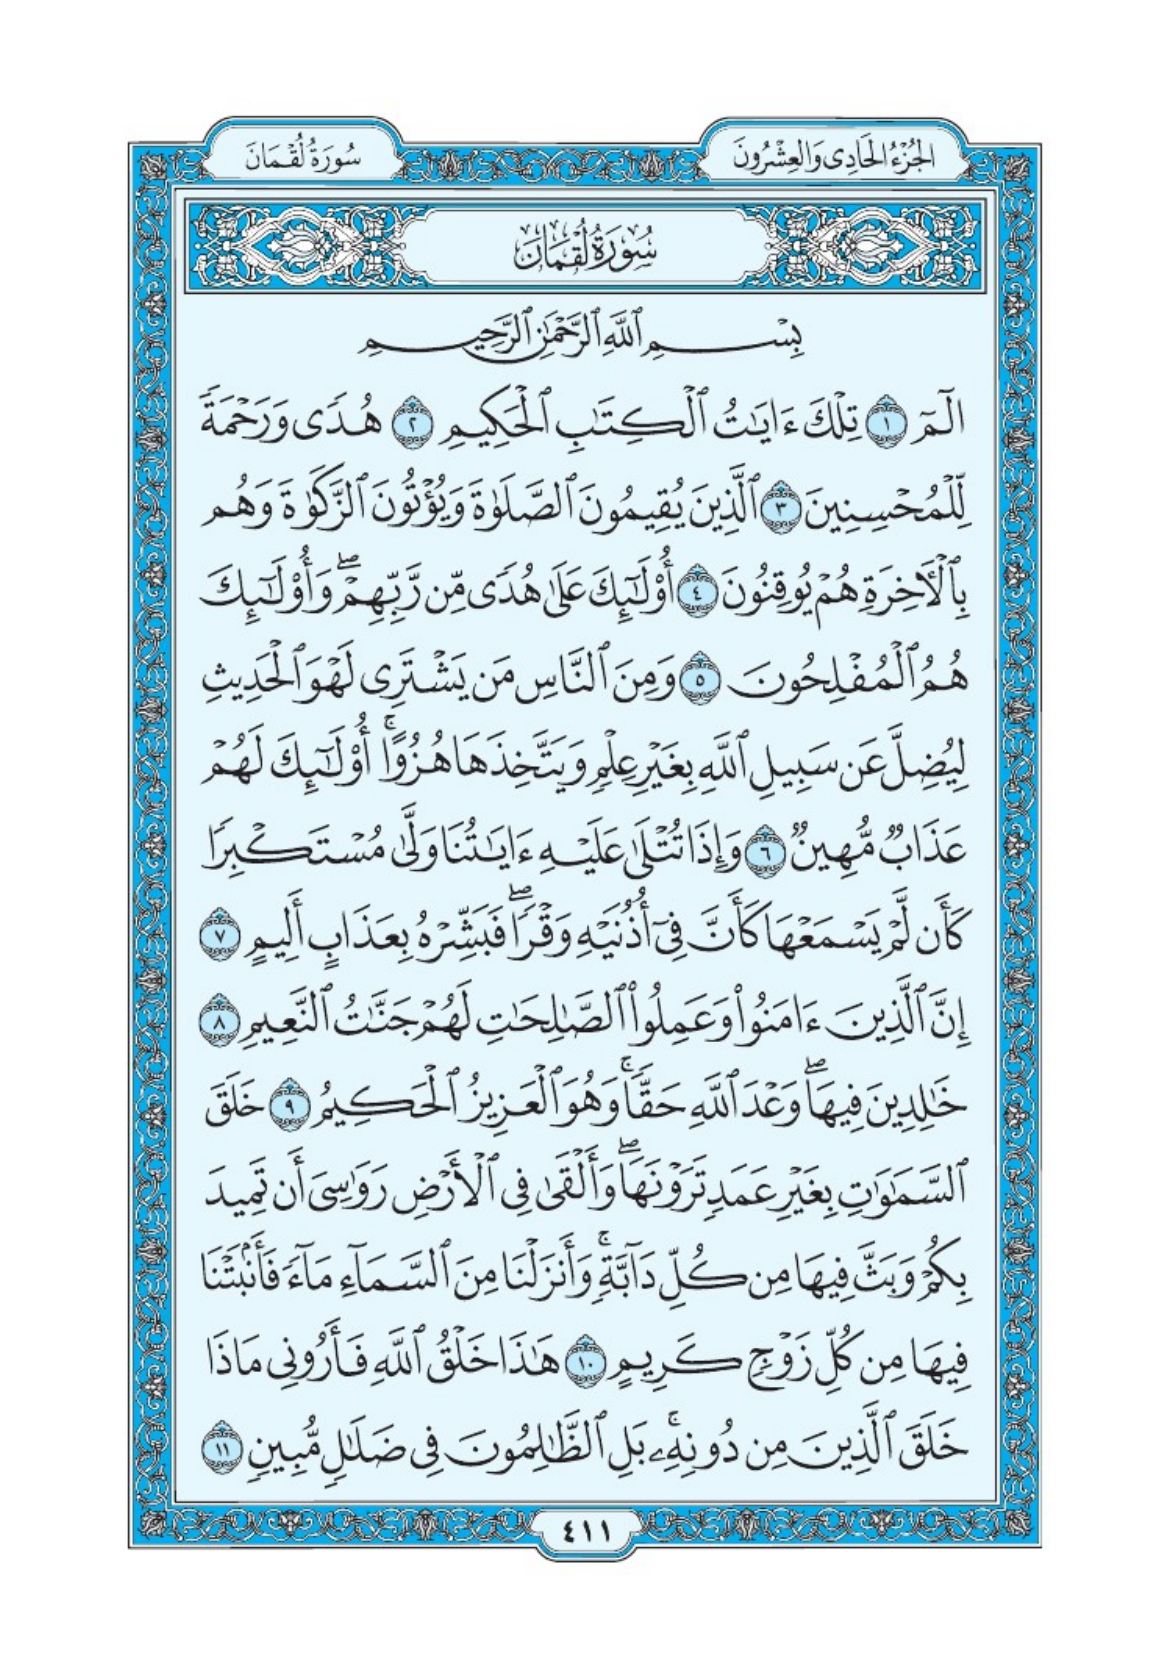 الجُزْءُ الحَادِى وَالعِشْرُونَ
سُورَةُ لُقْمَانَ
سُورَةُ لُقْمَانَ
بِسْمِ ٱللَّهِ ٱلرَّحْمَٰنِ ٱلرَّحِيمِ
الٓمٓ ١ تِلْكَ ءَايَٰتُ ٱلْكِتَٰبِ ٱلْحَكِيمِ ٢ هُدًى وَرَحْمَةً
لِّلْمُحْسِنِينَ ٣ ٱلَّذِينَ يُقِيمُونَ ٱلصَّلَوٰةَ وَيُؤْتُونَ ٱلزَّكَوٰةَ وَهُم
بِٱلْأَخِرَةِ هُمْ يُوقِنُونَ ٤ أُوْلَٰٓئِكَ عَلَىٰ هُدًى مِّن رَّبِّهِمْۖ وَأُوْلَٰٓئِكَ
هُمُ ٱلْمُفْلِحُونَ ٥ وَمِنَ ٱلنَّاسِ مَن يَشْتَرِى لَهْوَ ٱلْحَدِيثِ
لِيُضِلَّ عَن سَبِيلِ ٱللَّهِ بِغَيْرِ عِلْمٍ وَيَتَّخِذَهَا هُزُوًاۚ أُوْلَٰٓئِكَ لَهُمْ
عَذَابٌ مُّهِينٌ ٦ وَإِذَا تُتْلَىٰ عَلَيْهِ ءَايَٰتُنَا وَلَّىٰ مُسْتَكْبِرًا
كَأَن لَّمْ يَسْمَعْهَا كَأَنَّ فِىٓ أُذُنَيْهِ وَقْرًاۖ فَبَشِّرْهُ بِعَذَابٍ أَلِيمٍ ٧
إِنَّ ٱلَّذِينَ ءَامَنُوا۟ وَعَمِلُوا۟ ٱلصَّٰلِحَٰتِ لَهُمْ جَنَّٰتُ ٱلنَّعِيمِ ٨
خَٰلِدِينَ فِيهَاۖ وَعْدَ ٱللَّهِ حَقًّاۚ وَهُوَ ٱلْعَزِيزُ ٱلْحَكِيمُ ٩ خَلَقَ
ٱلسَّمَٰوَٰتِ بِغَيْرِ عَمَدٍ تَرَوْنَهَاۖ وَأَلْقَىٰ فِى ٱلْأَرْضِ رَوَٰسِىَ أَن تَمِيدَ
بِكُمْ وَبَثَّ فِيهَا مِن كُلِّ دَآبَّةٍۚ وَأَنزَلْنَا مِنَ ٱلسَّمَآءِ مَآءً فَأَنۢبَتْنَا
فِيهَا مِن كُلِّ زَوْجٍ كَرِيمٍ ١٠ هَٰذَا خَلْقُ ٱللَّهِ فَأَرُونِى مَاذَا
خَلَقَ ٱلَّذِينَ مِن دُونِهِۦۚ بَلِ ٱلظَّٰلِمُونَ فِى ضَلَٰلٍ مُّبِينٍ ١١
٤١١